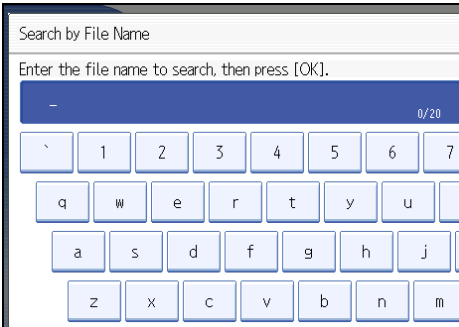 Search by File Name
Enter the file name to search, then press [OK].
_
0/20
` 1 2 3 4 5 6 7
q w e r t y u
a s d f g h j
z x c v b n m